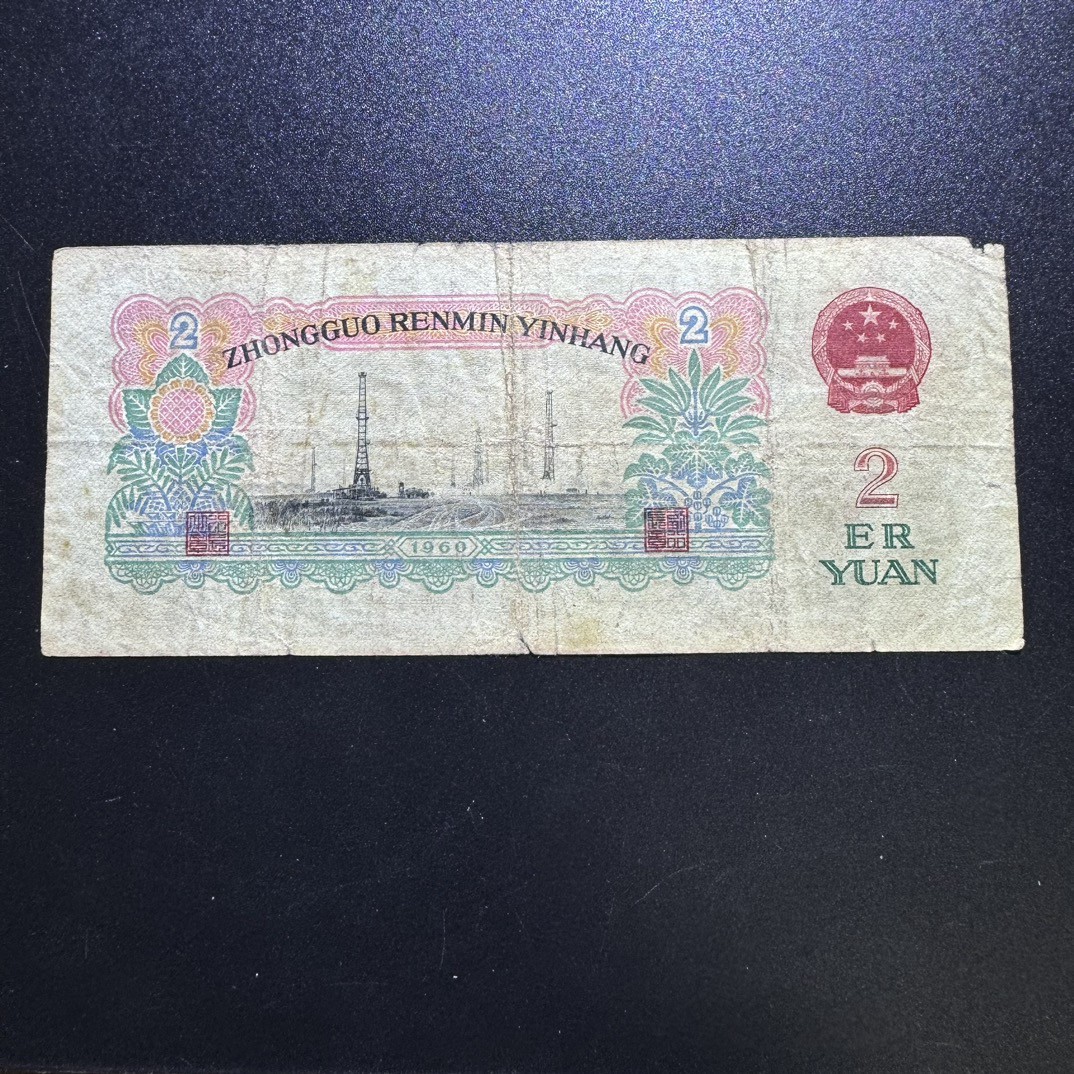 2
ZHONGGUO RENMIN YINHANG
2
1960
2
ER
YUAN